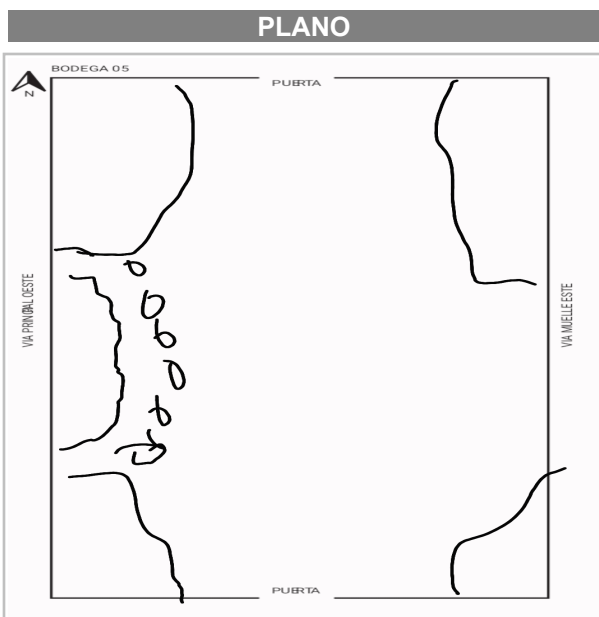 PLANO
BODEGA 05
N
PUERTA
VIA PRINCIPAL OESTE
VIA MUELLE ESTE
PUERTA